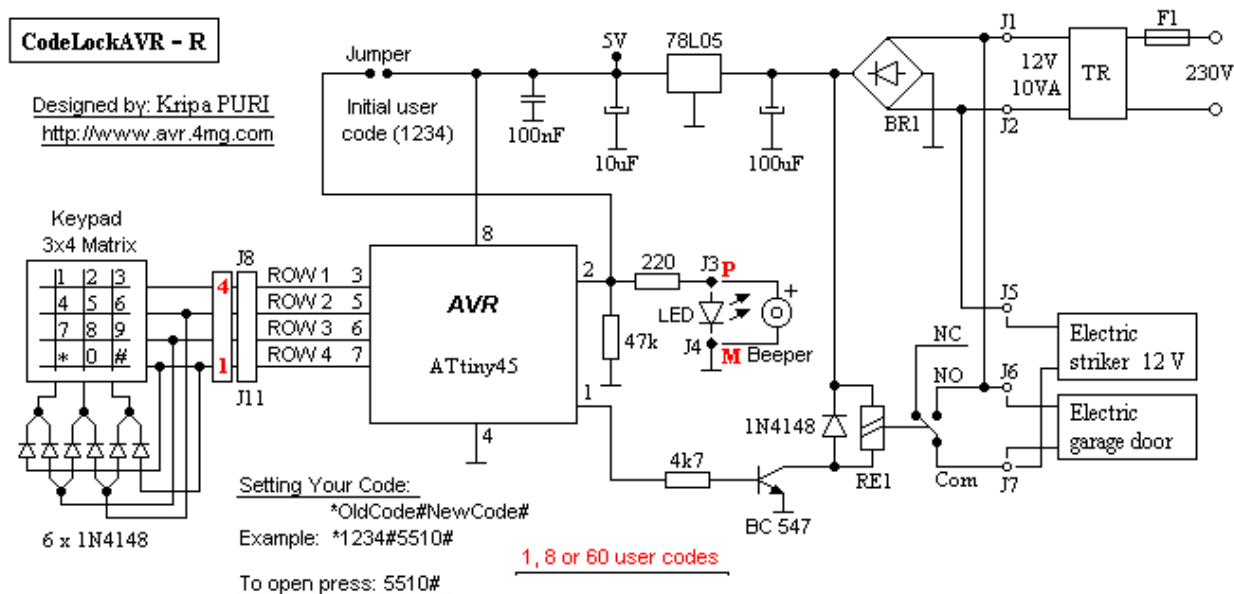 CodeLockAVR - R
Designed by: Kripa PURI
http://www.avr.4mg.com
Jumper
Initial user
code (1234)
100nF
5V
10uF
78L05
100uF
BR1
J1
J2
12V
10VA
TR
F1
230V
Keypad
3x4 Matrix
1 2 3
4 5 6
7 8 9
* 0 #
6 x 1N4148
4
1
J8
J11
ROW 1 3
ROW 2 5
ROW 3 6
ROW 4 7
8
AVR
ATtiny45
2
1
4
220
47k
J3 P
LED
J4 M
+
Beeper
4k7
BC 547
1N4148
RE1
NC
NO
Com
J5
J6
J7
Electric
striker 12 V
Electric
garage door
Setting Your Code:
*OldCode#NewCode#
Example: *1234#5510#
To open press: 5510#
1, 8 or 60 user codes